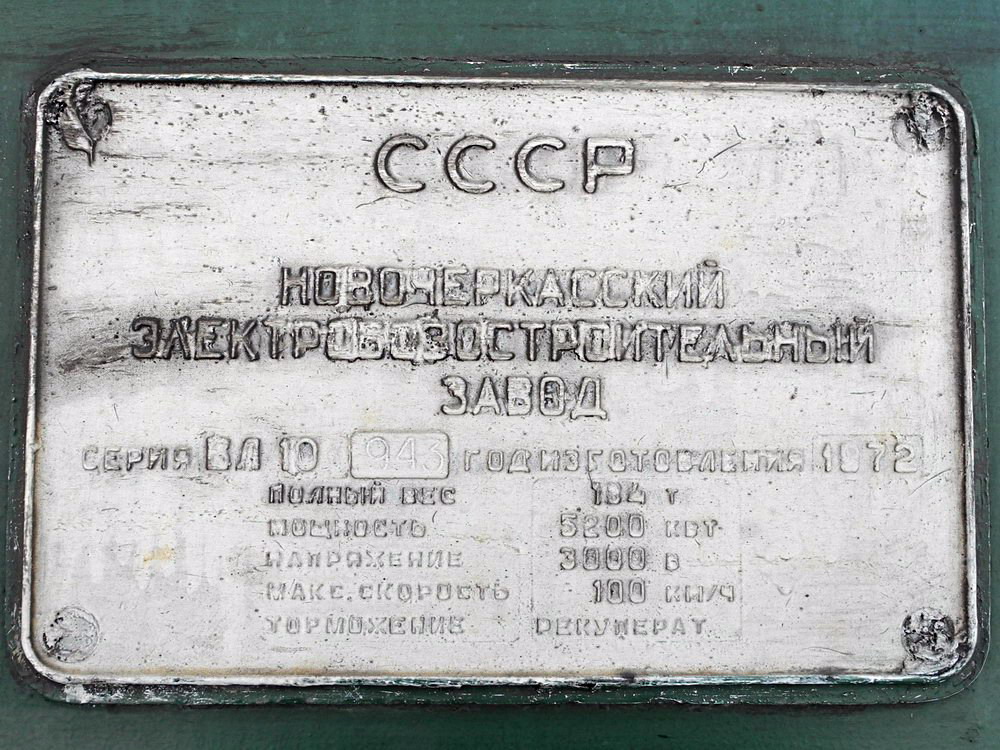 СССР
НОВОЧЕРКАССКИЙ
ЭЛЕКТРОВОЗОСТРОИТЕЛЬНЫЙ
ЗАВОД
СЕРИЯ ВЛ 10 943 ГОД ИЗГОТОВЛЕНИЯ 1972
ПОЛНЫЙ ВЕС 184 Т
МОЩНОСТЬ 5200 КВТ
НАПРЯЖЕНИЕ 3000 В
МАКС. СКОРОСТЬ 100 КМ/Ч
ТОРМОЖЕНИЕ РЕКУПЕРАТ